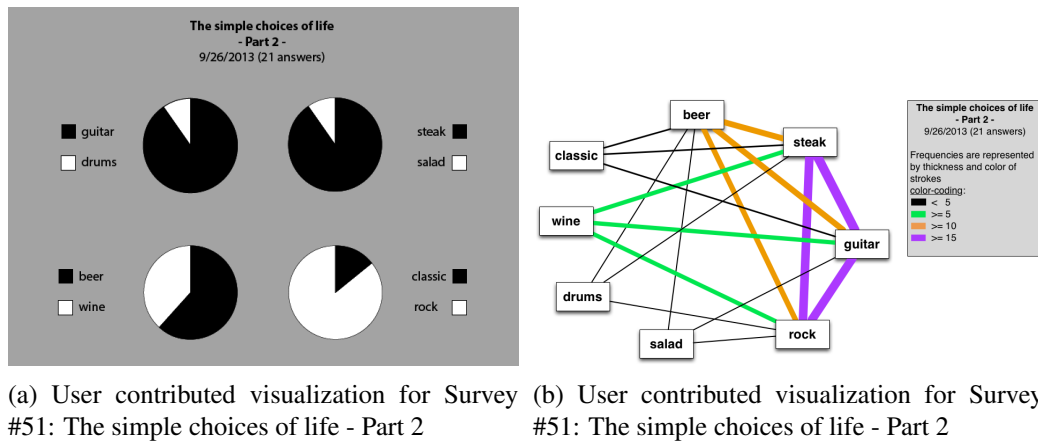 The simple choices of life
- Part 2 -
9/26/2013 (21 answers)
guitar
drums
steak
salad
beer
wine
classic
rock
beer
steak
classic
wine
guitar
drums
salad
rock
The simple choices of life
- Part 2 -
9/26/2013 (21 answers)
Frequencies are represented
by thickness and color of
strokes
color-coding:
< 5
>= 5
>= 10
>= 15
(a) User contributed visualization for Survey
#51: The simple choices of life - Part 2
(b) User contributed visualization for Survey
#51: The simple choices of life - Part 2